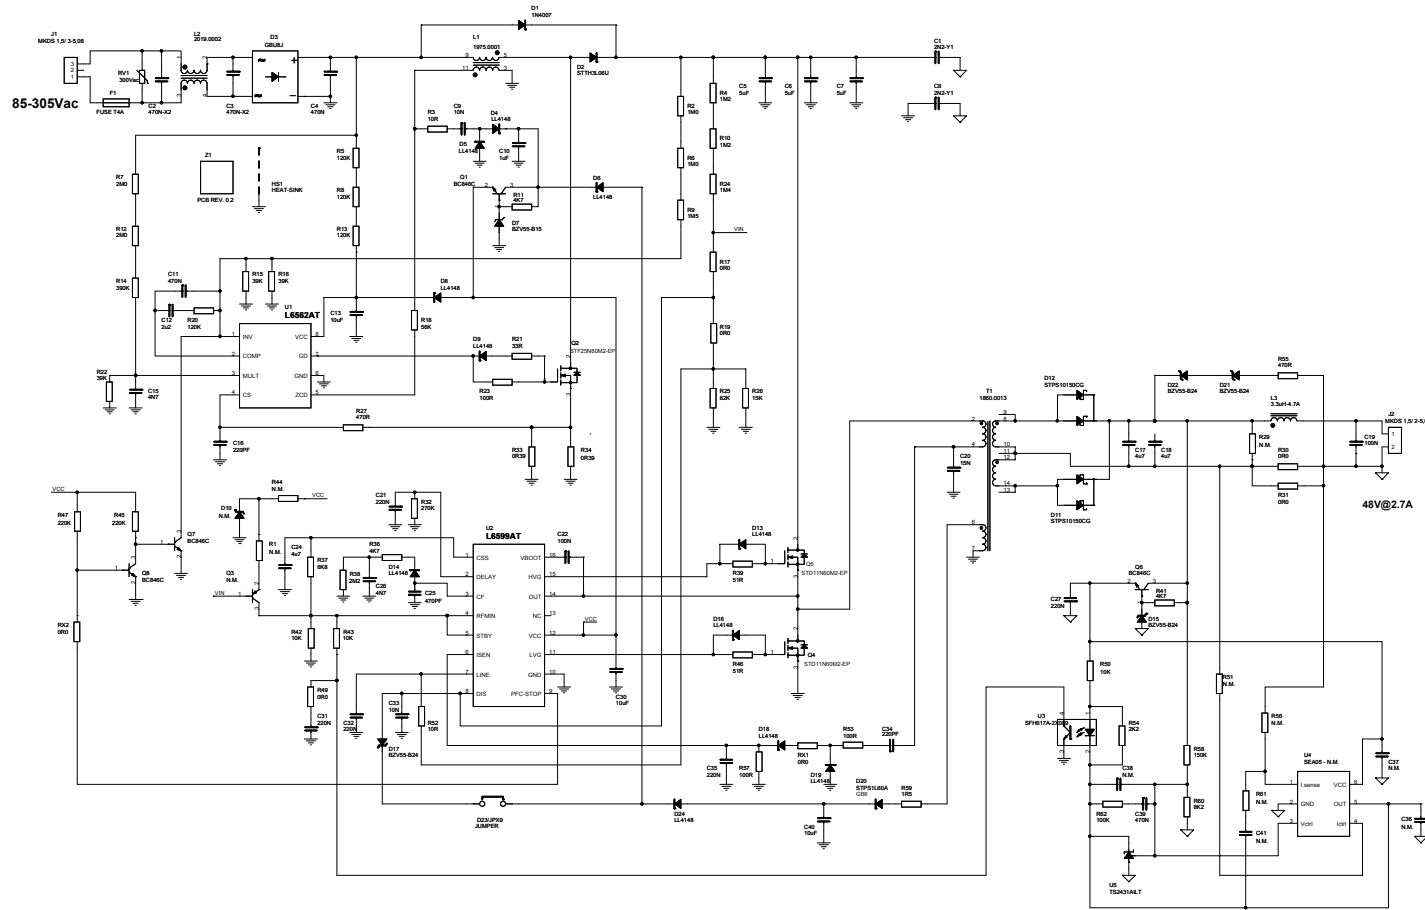 J1
MKDS 1,5/ 3-5,08
3
2
1
85-305Vac
RV1
300Vac
F1
FUSE T4A
C2
470N-X2
L2
2019.0002
C3
470N-X2
D3
GBU8J
C4
470N
D1
1N4007
L1
1975.0001
9
5
11
3
D2
STTH3L06U
C1
2N2-Y1
C8
2N2-Y1
C5
5uF
C6
5uF
C7
5uF
R2
1M0
R4
1M2
R10
1M2
R6
1M0
R24
1M4
R9
1M5
VIN
R17
0R0
R19
0R0
R25
82K
R26
15K
R3
10R
C9
10N
D4
LL4148
D5
LL4148
C10
1uF
Q1
BC846C
R11
4K7
D7
BZV55-B15
D6
LL4148
Z1
PCB REV. 0.2
HS1
HEAT-SINK
R5
120K
R8
120K
R13
120K
R7
2M0
R12
2M0
R14
390K
C11
470N
C12
2u2
R20
120K
R15
39K
R16
39K
U1
L6562AT
INV
COMP
MULT
CS
VCC
GD
GND
ZCD
C13
10uF
D8
LL4148
R18
56K
D9
LL4148
R21
33R
R23
100R
Q2
STF25N60M2-EP
R22
39K
C15
4N7
C16
220PF
R27
470R
R33
0R39
R34
0R39
VCC
R47
220K
R45
220K
Q7
BC846C
Q8
BC846C
RX2
0R0
R44
N.M.
VCC
D10
N.M.
R1
N.M.
Q3
N.M.
VIN
C24
4u7
R37
6K8
R42
10K
R43
10K
R49
0R0
C31
220N
C21
220N
R32
270K
R36
4K7
D14
LL4148
R38
2M2
C26
4N7
C25
470PF
U2
L6599AT
CSS
DELAY
CF
RFMIN
STBY
ISEN
LINE
DIS
VBOOT
HVG
OUT
NC
VCC
LVG
GND
PFC-STOP
C22
100N
VCC
C30
10uF
C32
220N
C33
10N
R52
10R
D17
BZV55-B24
D23/JPX9
JUMPER
D13
LL4148
R39
51R
Q5
STD11N60M2-EP
D16
LL4148
R46
51R
Q4
STD11N60M2-EP
D18
LL4148
R53
100R
C34
220PF
C35
220N
R57
100R
RX1
0R0
D19
LL4148
D20
STPS1L60A
GB6
R59
1R5
D24
LL4148
C40
10uF
T1
1860.0013
C20
15N
D12
STPS10150CG
D11
STPS10150CG
C17
4u7
C18
4u7
D22
BZV55-B24
D21
BZV55-B24
R55
470R
L3
3.3uH-4.7A
R29
N.M.
R30
0R0
R31
0R0
C19
100N
J2
MKDS 1,5/ 2-5,
1
2
48V@2.7A
Q6
BC846C
R41
4K7
C27
220N
D15
BZV55-B24
R50
10K
R51
N.M.
U3
R54
2K2
R56
N.M.
R58
150K
C38
N.M.
R60
8K2
R62
100K
C39
470N
U5
TS2431AILT
R61
N.M.
C41
N.M.
U4
SEA05 - N.M.
I.sense
GND
Vctrl
VCC
OUT
Ictrl
C37
N.M.
C36
N.M.